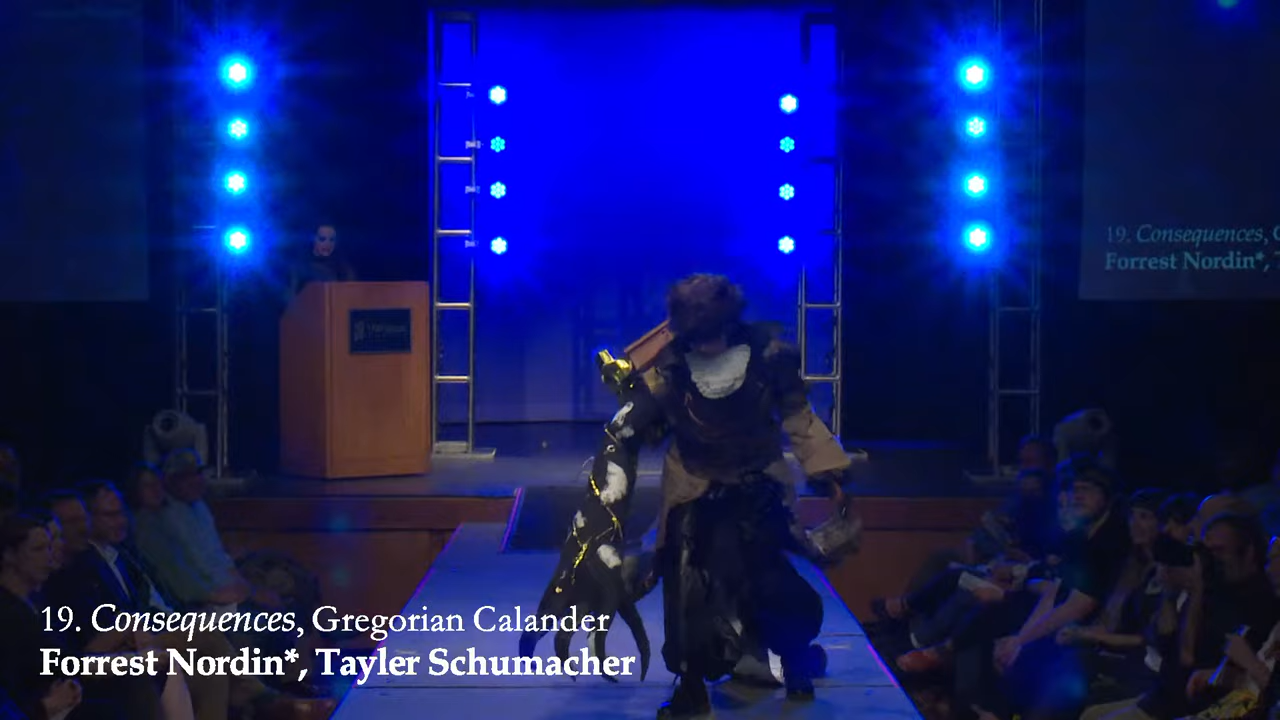 19. Consequences,
Forrest Nordin*,
19. Consequences, Gregorian Calander
Forrest Nordin*, Tayler Schumacher